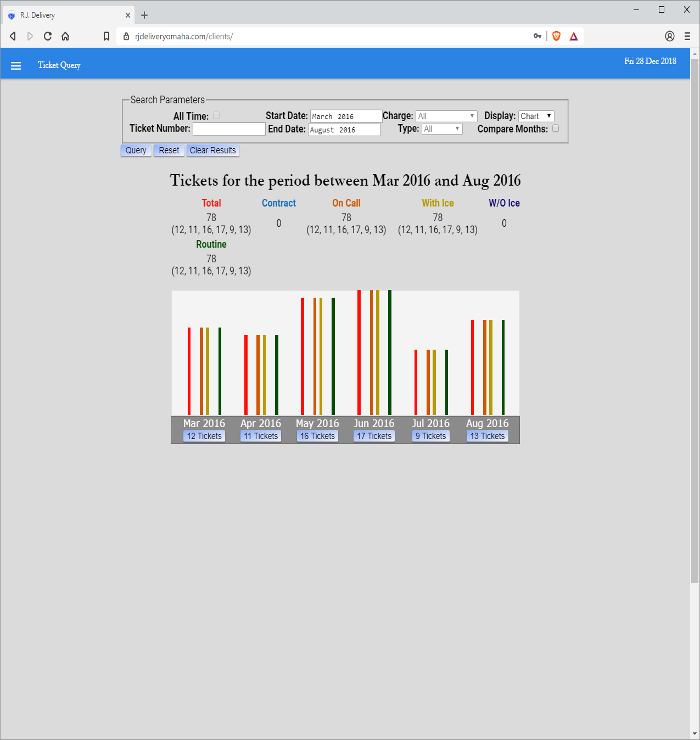 R.J. Delivery
rjdeliveryomaha.com/clients/
Ticket Query
Fri 28 Dec 2018
Search Parameters
All Time: Start Date: March 2016 Charge: All Display: Chart
Ticket Number: End Date: August 2016 Type: All Compare Months:
Query Reset Clear Results
Tickets for the period between Mar 2016 and Aug 2016
Total Contract On Call With Ice W/O Ice
78 0 78 78 0
(12, 11, 16, 17, 9, 13) (12, 11, 16, 17, 9, 13) (12, 11, 16, 17, 9, 13)
Routine
78
(12, 11, 16, 17, 9, 13)
Mar 2016 Apr 2016 May 2016 Jun 2016 Jul 2016 Aug 2016
12 Tickets 11 Tickets 16 Tickets 17 Tickets 9 Tickets 13 Tickets